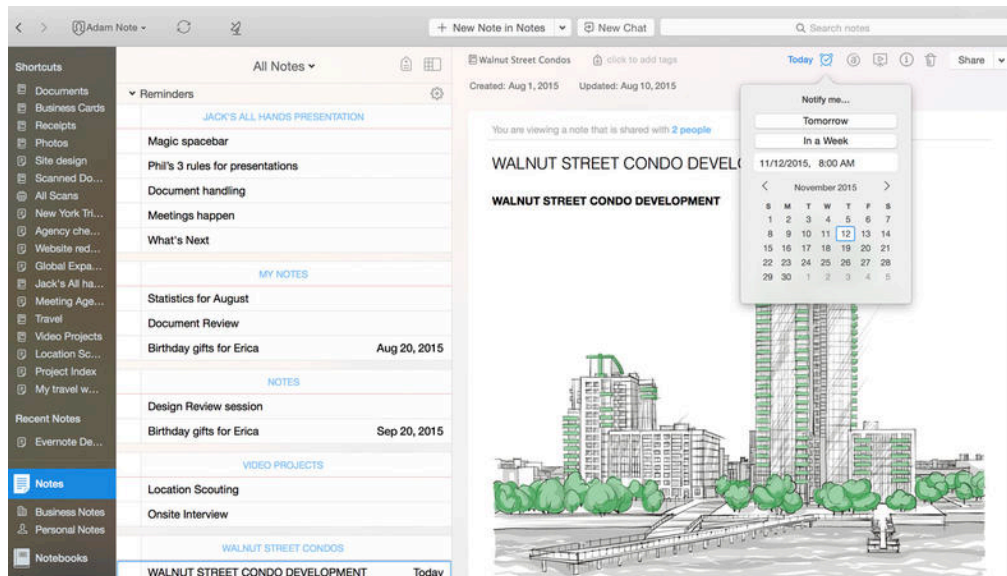 Adam Note
New Note in Notes
New Chat
Search notes
Shortcuts
Documents
Business Cards
Receipts
Photos
Site design
Scanned Do...
All Scans
New York Tri...
Agency che...
Website red...
Global Expa...
Jack's All ha...
Meeting Age...
Travel
Video Projects
Location Sc...
Project Index
My travel w...
Recent Notes
Evernote De...
Notes
Business Notes
Personal Notes
Notebooks
All Notes
Reminders
JACK'S ALL HANDS PRESENTATION
Magic spacebar
Phil's 3 rules for presentations
Document handling
Meetings happen
What's Next
MY NOTES
Statistics for August
Document Review
Birthday gifts for Erica Aug 20, 2015
NOTES
Design Review session
Birthday gifts for Erica Sep 20, 2015
VIDEO PROJECTS
Location Scouting
Onsite Interview
WALNUT STREET CONDOS
WALNUT STREET CONDO DEVELOPMENT Today
Walnut Street Condos click to add tags Today Share
Created: Aug 1, 2015 Updated: Aug 10, 2015
You are viewing a note that is shared with 2 people
WALNUT STREET CONDO DEVEL
WALNUT STREET CONDO DEVELOPMENT
Notify me...
Tomorrow
In a Week
11/12/2015, 8:00 AM
November 2015
S M T W T F S
1 2 3 4 5 6 7
8 9 10 11 12 13 14
15 16 17 18 19 20 21
22 23 24 25 26 27 28
29 30 1 2 3 4 5